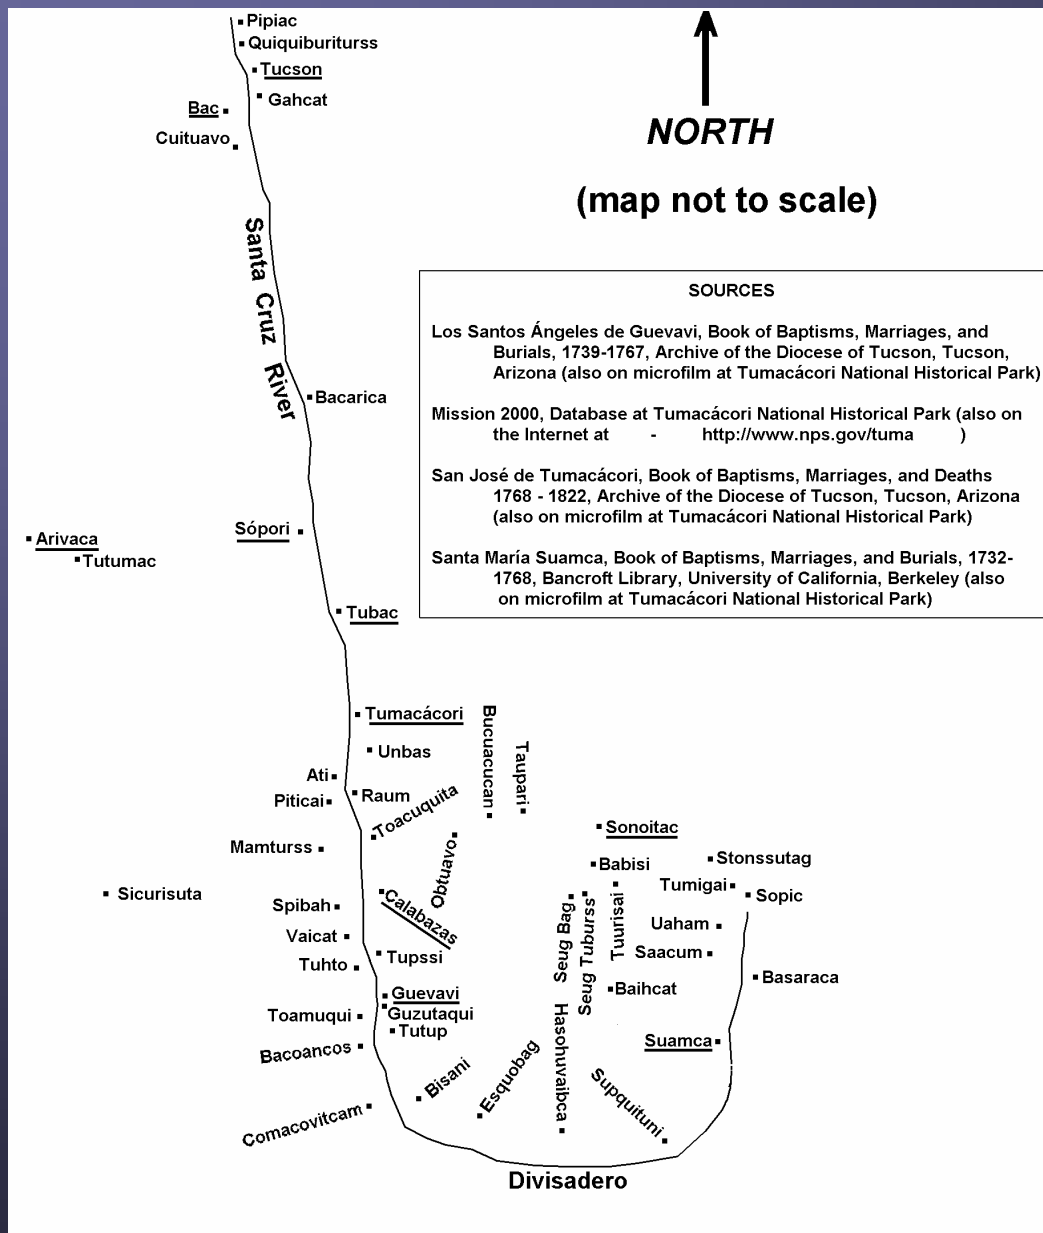 Pipiac
Quiquiburiturss
Tucson
Gahcat
Bac
Cuituavo
NORTH
(map not to scale)
Santa Cruz River
SOURCES
Los Santos Ángeles de Guevavi, Book of Baptisms, Marriages, and
Burials, 1739-1767, Archive of the Diocese of Tucson, Tucson,
Arizona (also on microfilm at Tumacácori National Historical Park)
Mission 2000, Database at Tumacácori National Historical Park (also on
the Internet at - http://www.nps.gov/tuma )
San José de Tumacácori, Book of Baptisms, Marriages, and Deaths
1768 - 1822, Archive of the Diocese of Tucson, Tucson, Arizona
(also on microfilm at Tumacácori National Historical Park)
Santa María Suamca, Book of Baptisms, Marriages, and Burials, 1732-
1768, Bancroft Library, University of California, Berkeley (also
on microfilm at Tumacácori National Historical Park)
Bacarica
Sópori
Arivaca
Tutumac
Tubac
Tumacácori
Unbas
Bucuacucan
Taupari
Ati
Piticai
Raum
Toacuquita
Mamturss
Obtuavo
Sonoitac
Babisi
Stonssutag
Tumigai
Sopic
Sicurisuta
Spibah
Calabazas
Seug Bag
Seug Tuburss
Tuurisai
Uaham
Vaicat
Saacum
Tuhto
Tupssi
Basaraca
Guevavi
Baihcat
Guzutaqui
Toamuqui
Tutup
Hasohuvaibca
Suamca
Bacoancos
Bisani
Esquobag
Supquituni
Comacovitcam
Divisadero